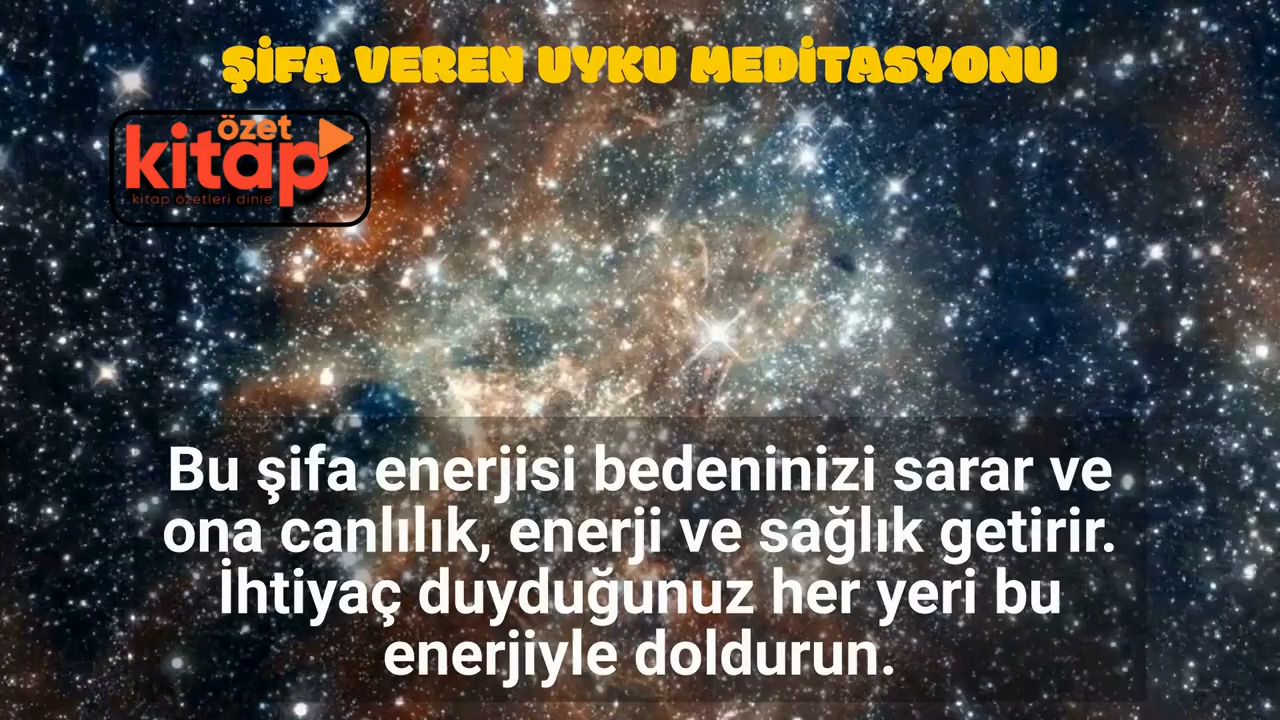 ŞİFA VEREN UYKU MEDİTASYONU
özet
kitap
kitap özetleri dinle
Bu şifa enerjisi bedeninizi sarar ve
ona canlılık, enerji ve sağlık getirir.
İhtiyaç duyduğunuz her yeri bu
enerjiyle doldurun.